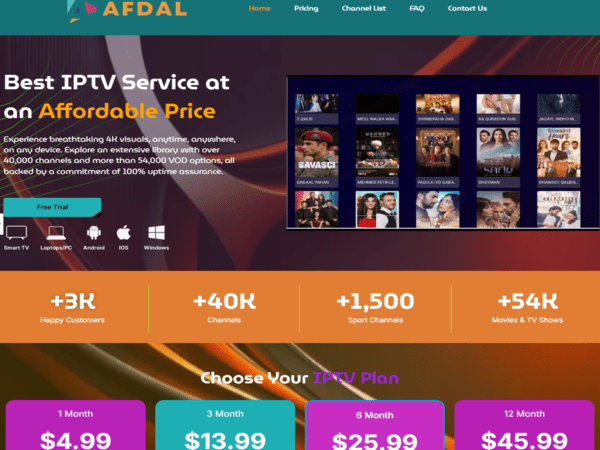 AFDAL
Home Pricing Channel List FAQ Contact Us
Best IPTV Service at
an Affordable Price
Experience breathtaking 4K visuals, anytime, anywhere,
on any device. Explore an extensive library with over
40,000 channels and more than 54,000 VOD options, all
backed by a commitment of 100% uptime assurance.
Free Trial
Smart TV Laptops/PC Android IOS Windows
2 QALBI
SAVASCI
DHEYMAN
+3K
Happy Customers
+40K
Channels
+1,500
Sport Channels
+54K
Movies & TV Shows
Choose Your IPTV Plan
1 Month
$4.99
3 Month
$13.99
6 Month
$25.99
12 Month
$45.99